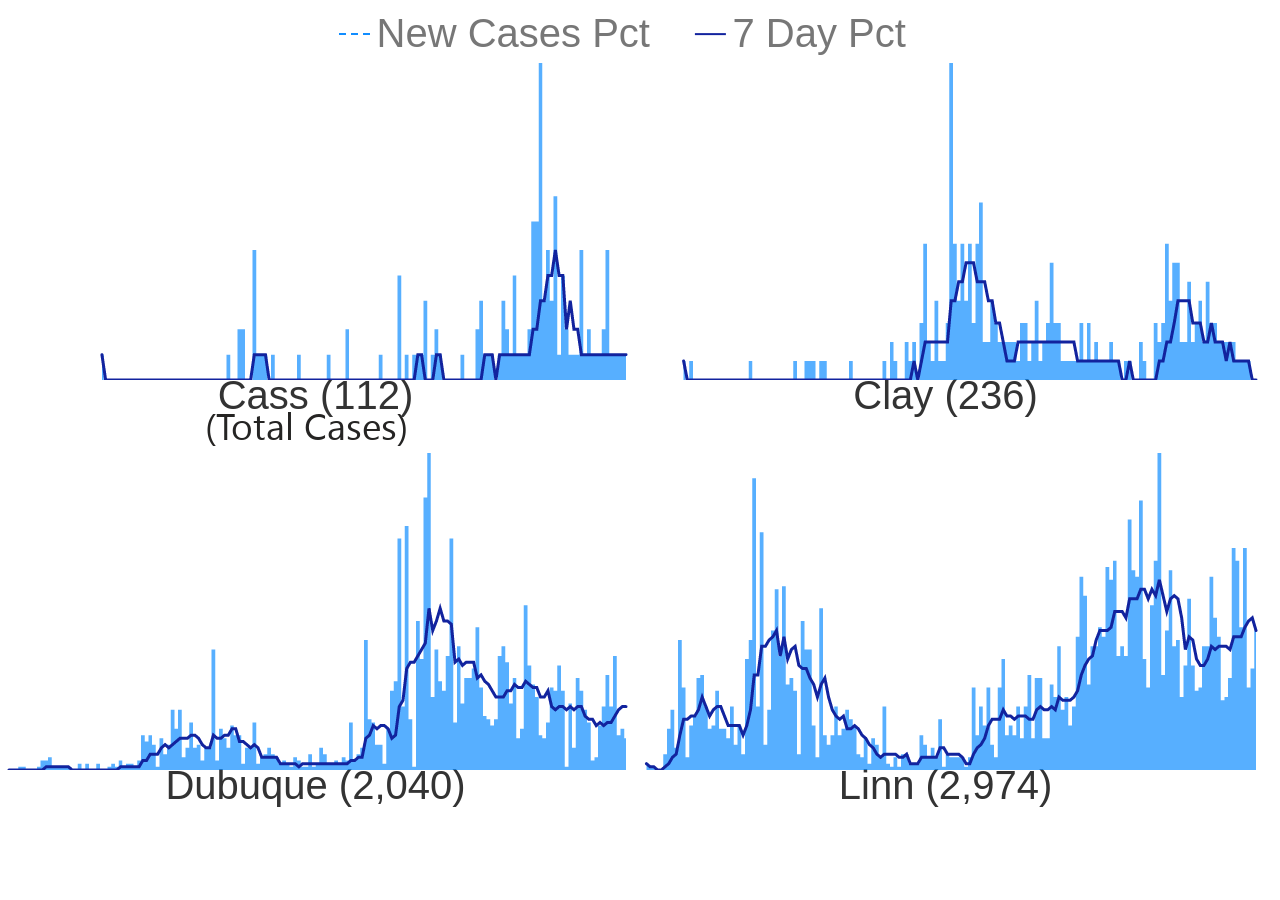 New Cases Pct 7 Day Pct
Cass (112) Clay (236)
(Total Cases)
Dubuque (2,040) Linn (2,974)